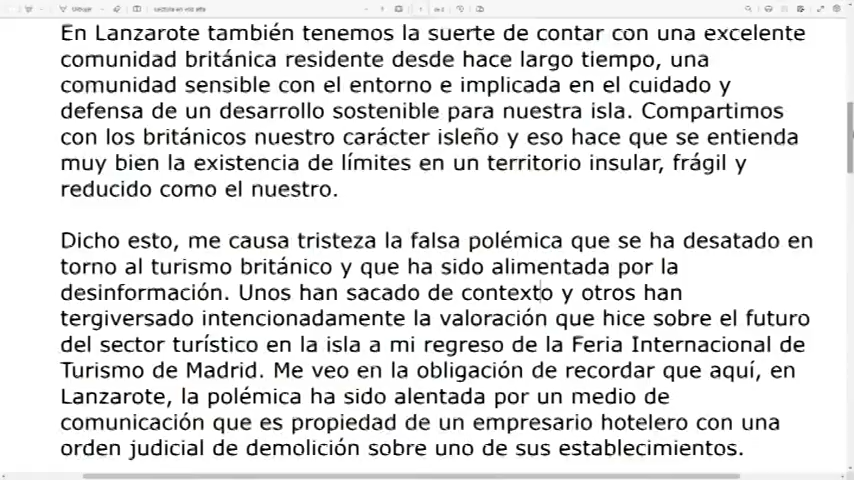 En Lanzarote también tenemos la suerte de contar con una excelente
comunidad británica residente desde hace largo tiempo, una
comunidad sensible con el entorno e implicada en el cuidado y
defensa de un desarrollo sostenible para nuestra isla. Compartimos
con los británicos nuestro carácter isleño y eso hace que se entienda
muy bien la existencia de límites en un territorio insular, frágil y
reducido como el nuestro.
Dicho esto, me causa tristeza la falsa polémica que se ha desatado en
torno al turismo británico y que ha sido alimentada por la
desinformación. Unos han sacado de contexto y otros han
tergiversado intencionadamente la valoración que hice sobre el futuro
del sector turístico en la isla a mi regreso de la Feria Internacional de
Turismo de Madrid. Me veo en la obligación de recordar que aquí, en
Lanzarote, la polémica ha sido alentada por un medio de
comunicación que es propiedad de un empresario hotelero con una
orden judicial de demolición sobre uno de sus establecimientos.